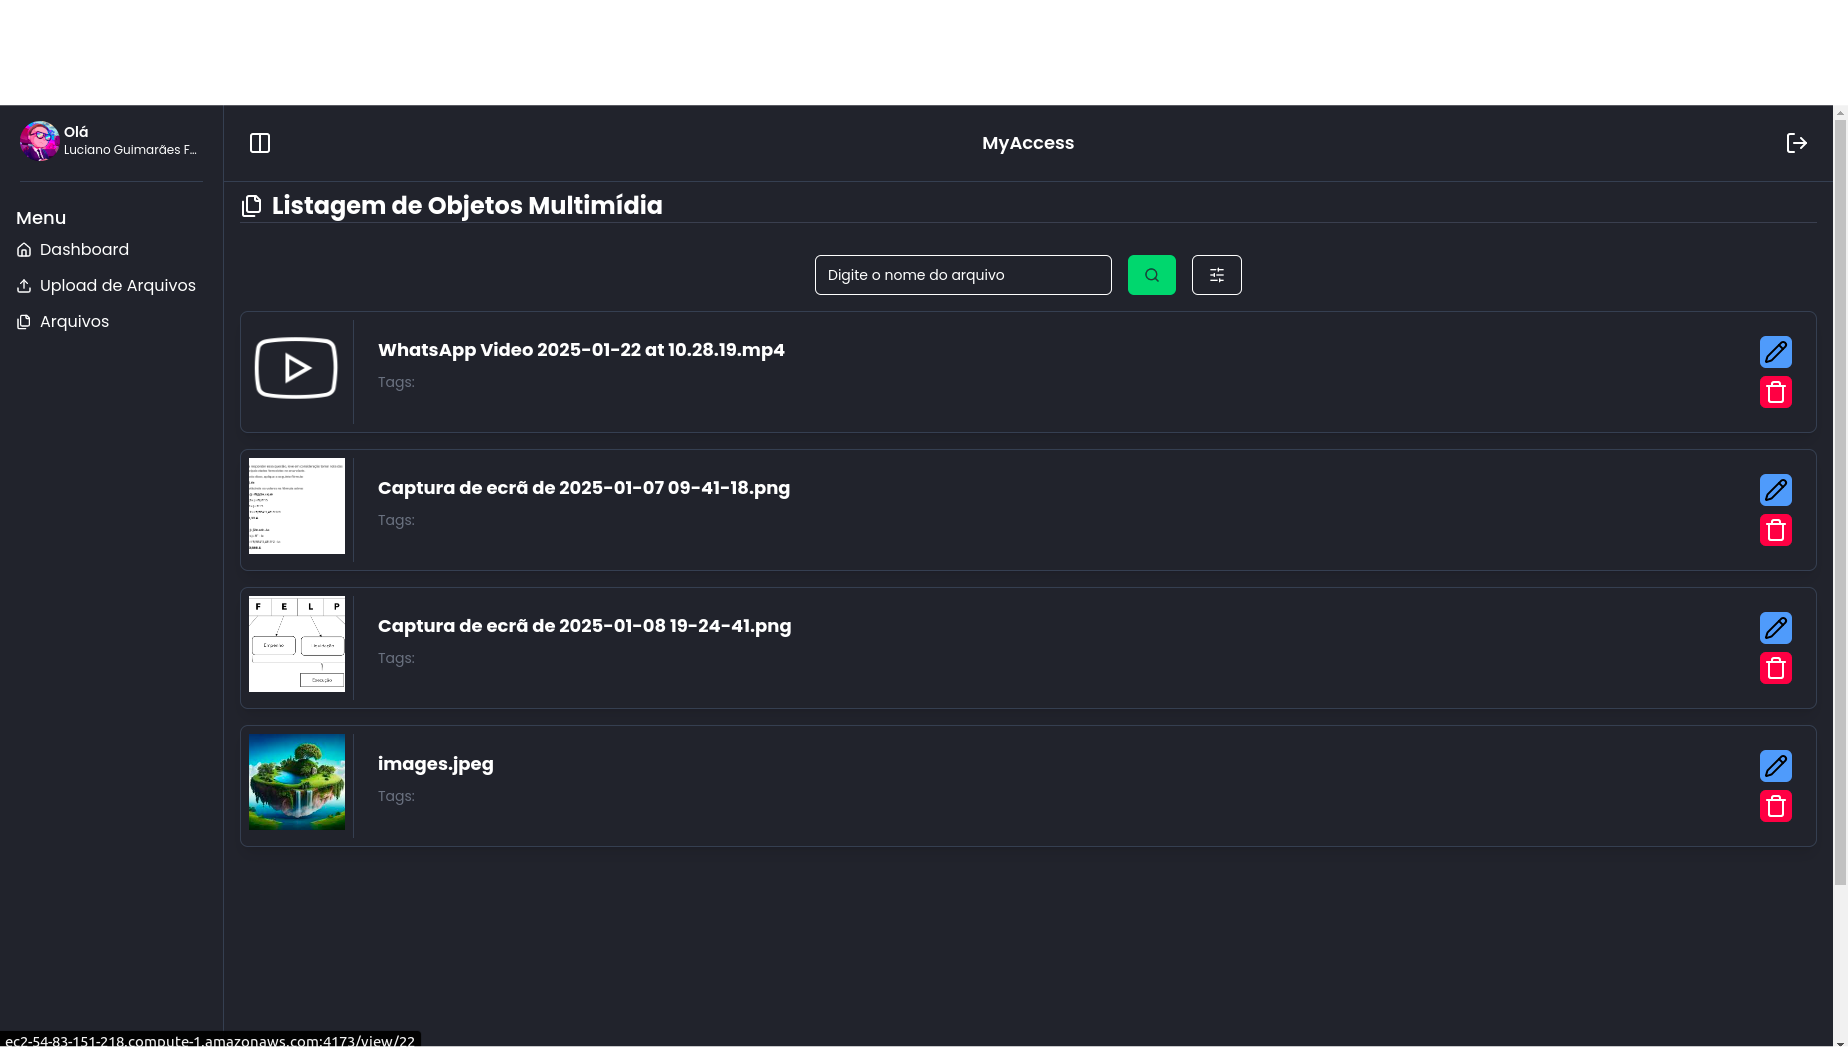 Olá
Luciano Guimarães F...
MyAccess
Menu
Dashboard
Upload de Arquivos
Arquivos
Listagem de Objetos Multimídia
Digite o nome do arquivo
WhatsApp Video 2025-01-22 at 10.28.19.mp4
Tags:
Captura de ecrã de 2025-01-07 09-41-18.png
Tags:
F E L P
Empenho
Liquidação
Execução
Captura de ecrã de 2025-01-08 19-24-41.png
Tags:
images.jpeg
Tags:
ec2-54-83-151-218.compute-1.amazonaws.com:4173/view/22